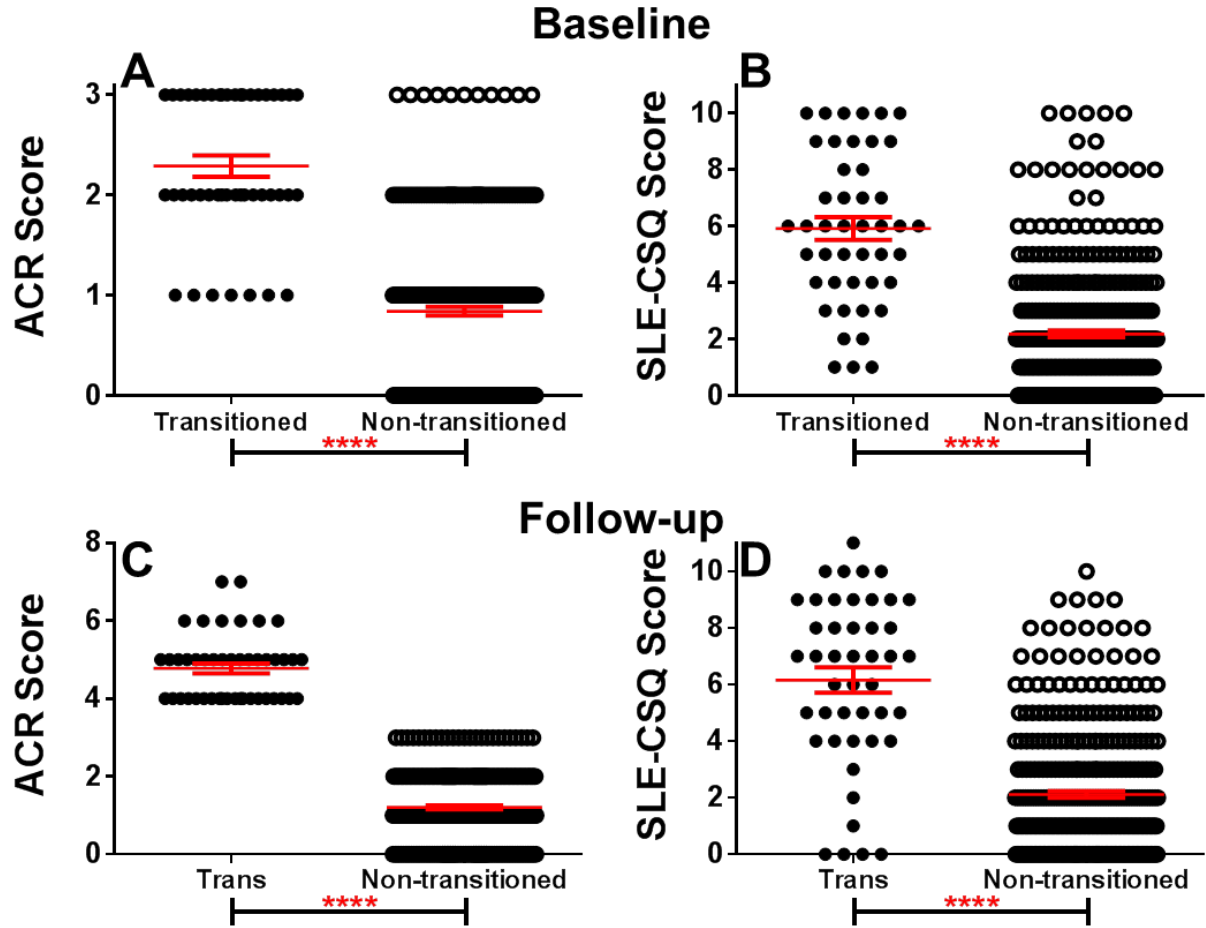 Baseline
A
ACR Score
3
2
1
0
Transitioned
Non-transitioned
****
B
SLE-CSQ Score
10
8
6
4
2
0
Transitioned
Non-transitioned
****
Follow-up
C
ACR Score
8
6
4
2
0
Trans
Non-transitioned
****
D
SLE-CSQ Score
10
8
6
4
2
0
Trans
Non-transitioned
****